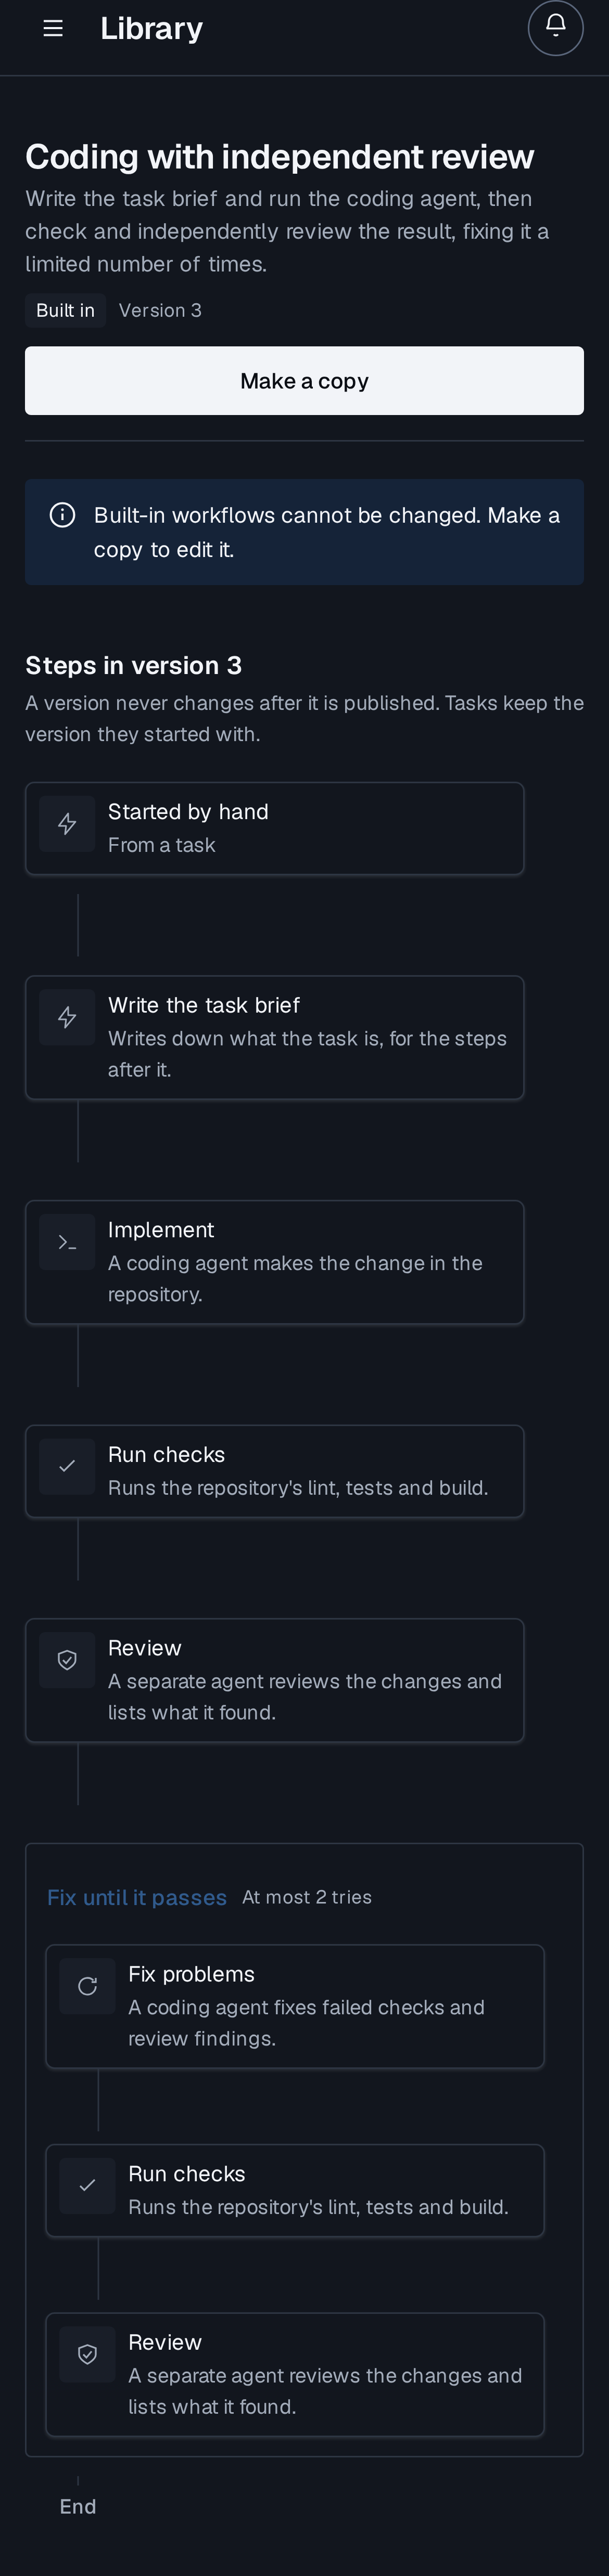 Library
Coding with independent review
Write the task brief and run the coding agent, then
check and independently review the result, fixing it a
limited number of times.
Built in Version 3
Make a copy
Built-in workflows cannot be changed. Make a
copy to edit it.
Steps in version 3
A version never changes after it is published. Tasks keep the
version they started with.
Started by hand
From a task
Write the task brief
Writes down what the task is, for the steps
after it.
Implement
A coding agent makes the change in the
repository.
Run checks
Runs the repository's lint, tests and build.
Review
A separate agent reviews the changes and
lists what it found.
Fix until it passes At most 2 tries
Fix problems
A coding agent fixes failed checks and
review findings.
Run checks
Runs the repository's lint, tests and build.
Review
A separate agent reviews the changes and
lists what it found.
End